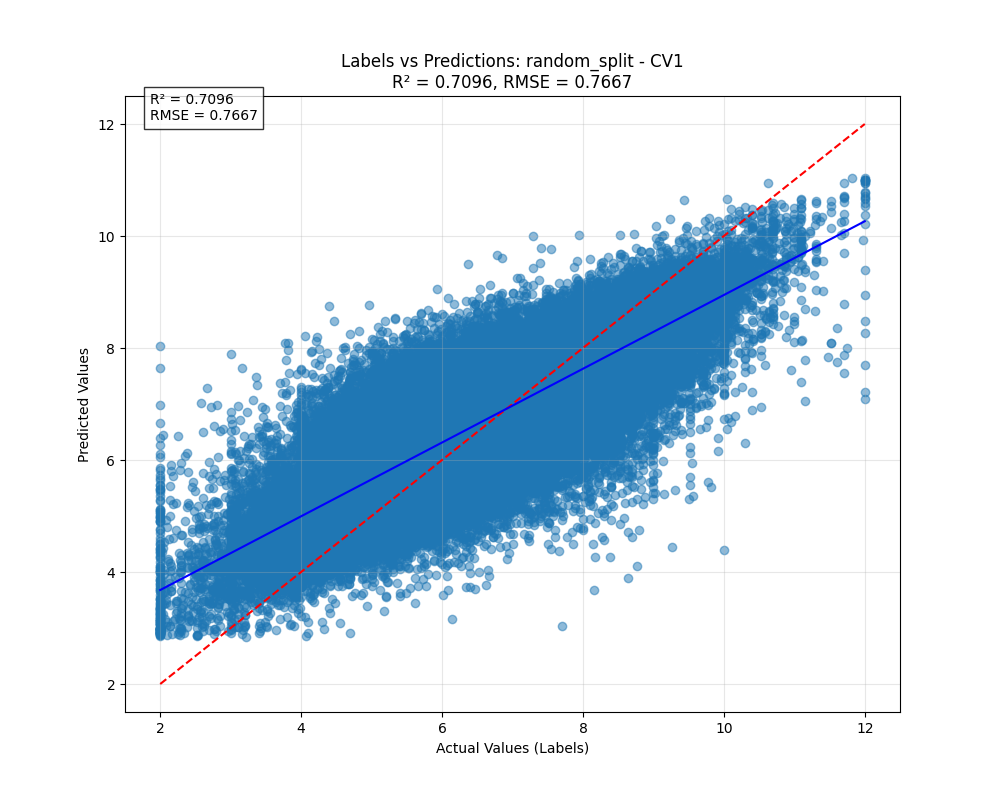 Labels vs Predictions: random_split - CV1
R² = 0.7096, RMSE = 0.7667
R² = 0.7096
RMSE = 0.7667
12
10
8
6
4
2
Predicted Values
2 4 6 8 10 12
Actual Values (Labels)